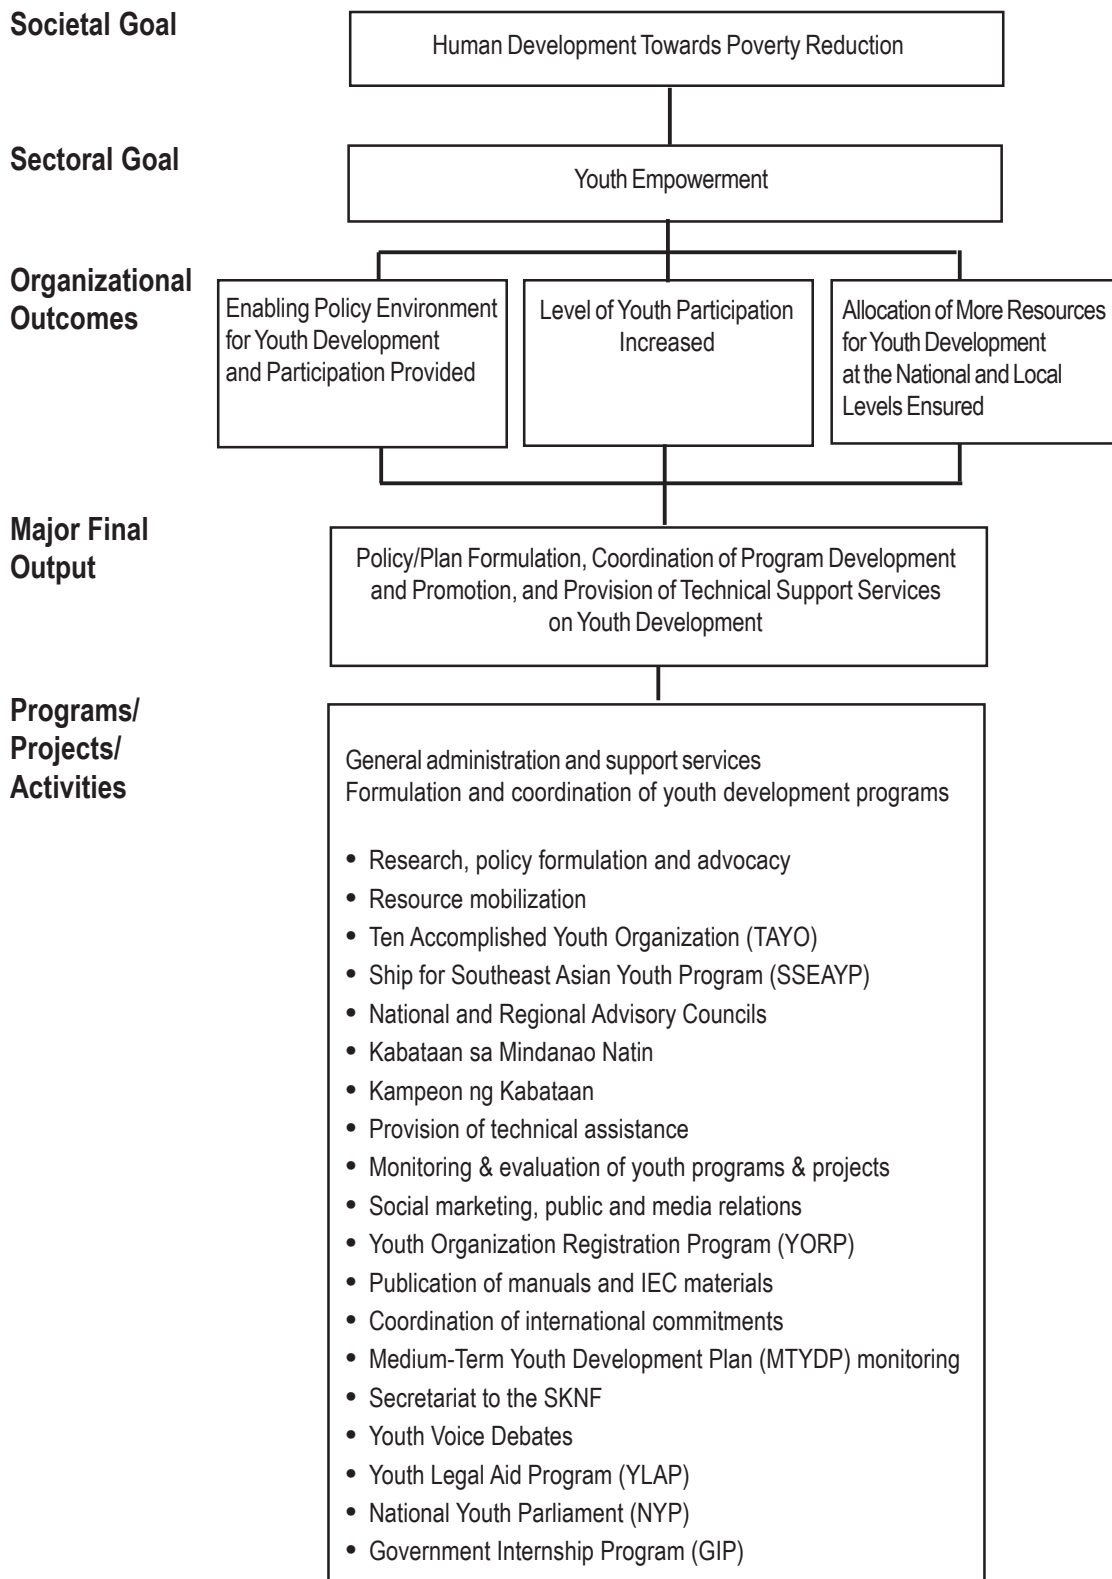 Societal Goal
Human Development Towards Poverty Reduction
Sectoral Goal
Youth Empowerment
Organizational
Outcomes
Enabling Policy Environment
for Youth Development
and Participation Provided
Level of Youth Participation
Increased
Allocation of More Resources
for Youth Development
at the National and Local
Levels Ensured
Major Final
Output
Policy/Plan Formulation, Coordination of Program Development
and Promotion, and Provision of Technical Support Services
on Youth Development
Programs/
Projects/
Activities
General administration and support services
Formulation and coordination of youth development programs
• Research, policy formulation and advocacy
• Resource mobilization
• Ten Accomplished Youth Organization (TAYO)
• Ship for Southeast Asian Youth Program (SSEAYP)
• National and Regional Advisory Councils
• Kabataan sa Mindanao Natin
• Kampeon ng Kabataan
• Provision of technical assistance
• Monitoring & evaluation of youth programs & projects
• Social marketing, public and media relations
• Youth Organization Registration Program (YORP)
• Publication of manuals and IEC materials
• Coordination of international commitments
• Medium-Term Youth Development Plan (MTYDP) monitoring
• Secretariat to the SKNF
• Youth Voice Debates
• Youth Legal Aid Program (YLAP)
• National Youth Parliament (NYP)
• Government Internship Program (GIP)